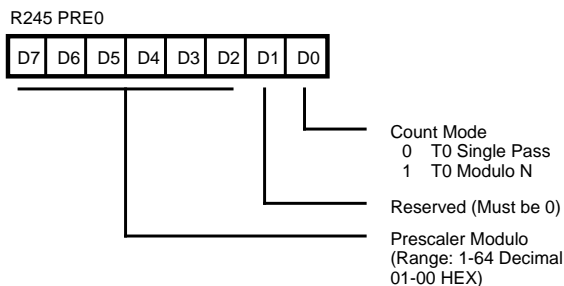 R245 PRE0
D7 D6 D5 D4 D3 D2 D1 D0
Count Mode
0 T0 Single Pass
1 T0 Modulo N
Reserved (Must be 0)
Prescaler Modulo
(Range: 1-64 Decimal
01-00 HEX)